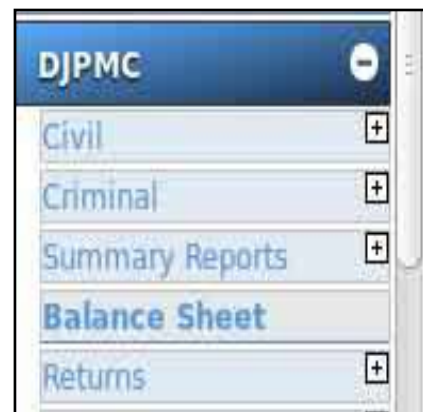 DJPMC
Civil
Criminal
Summary Reports
Balance Sheet
Returns